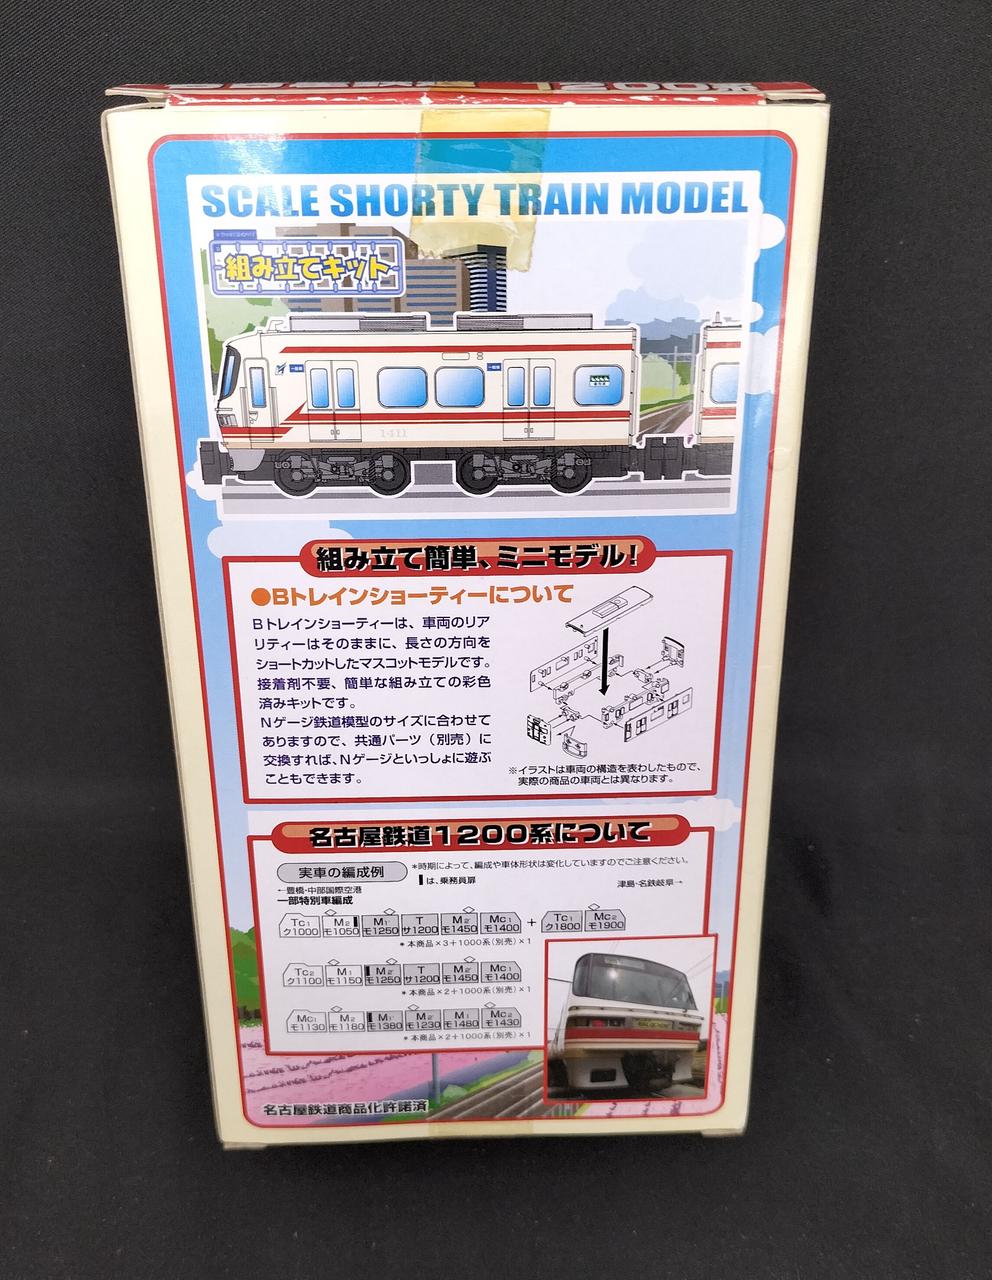 1200系
SCALE SHORTY TRAIN MODEL
組み立てキット
一般車
一般車
1411
組み立て簡単、ミニモデル!
●Bトレインショーティーについて
Bトレインショーティーは、車両のリア
リティーはそのままに、長さの方向を
ショートカットしたマスコットモデルです。
接着剤不要、簡単な組み立ての彩色
済みキットです。
Nゲージ鉄道模型のサイズに合わせて
ありますので、共通パーツ(別売)に
交換すれば、Nゲージといっしょに遊ぶ
こともできます。
※イラストは車両の構造を表わしたもので、
実際の商品の車両とは異なります。
名古屋鉄道1200系について
実車の編成例
*時期によって、編成や車体形状は変化していますのでご注意ください。
は、乗務員扉
←豊橋・中部国際空港
津島・名鉄岐阜→
一部特別車編成
Tc1 M2 M1' T M2' Mc1 + Tc1 Mc2
ク1000 モ1050 モ1250 サ1200 モ1450 モ1400 ク1800 モ1900
*本商品×3+1000系(別売)×1
Tc2 M1 M2' T M2' Mc1
ク1100 モ1150 モ1250 サ1200 モ1450 モ1400
*本商品×2+1000系(別売)×1
Mc1 M2 M1' M2' M1 Mc2
モ1130 モ1180 モ1380 モ1230 モ1480 モ1430
*本商品×2+1000系(別売)×1
名古屋鉄道商品化許諾済